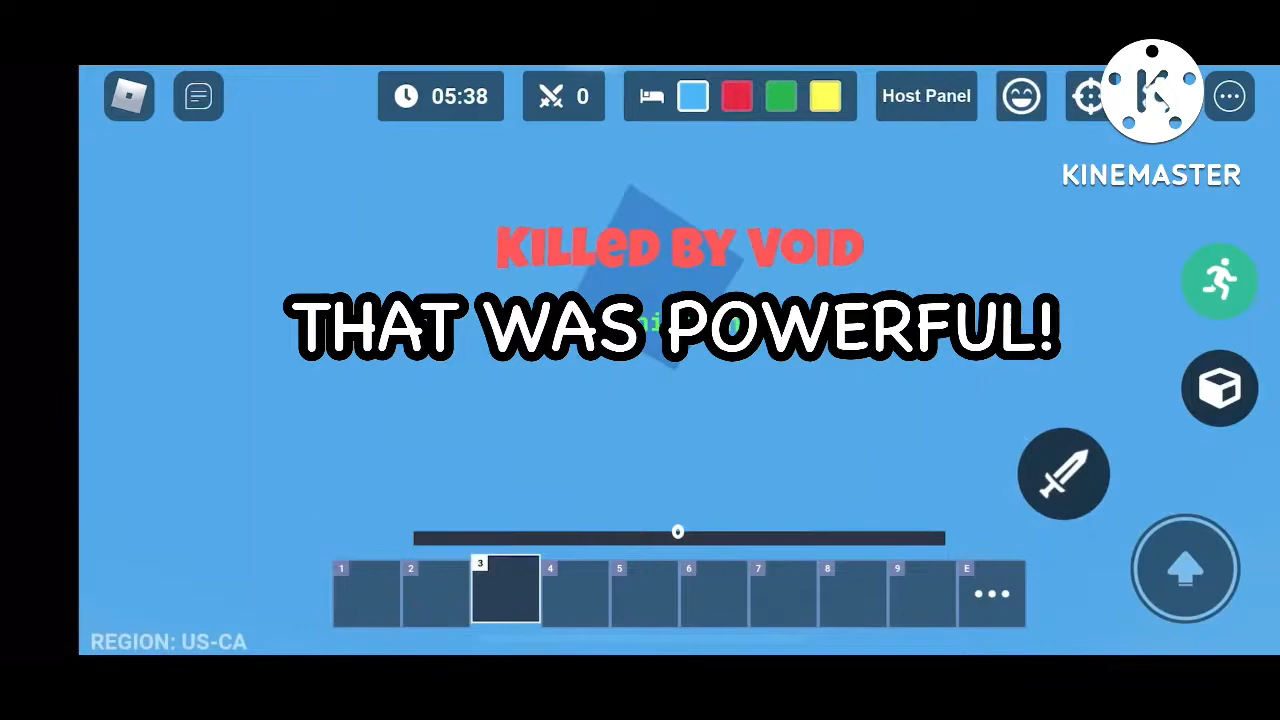 05:38
0
Host Panel
K
KINEMASTER
KILLED BY VOID
THAT WAS POWERFUL!
0
1 2 3 4 5 6 7 8 9 E
REGION: US-CA